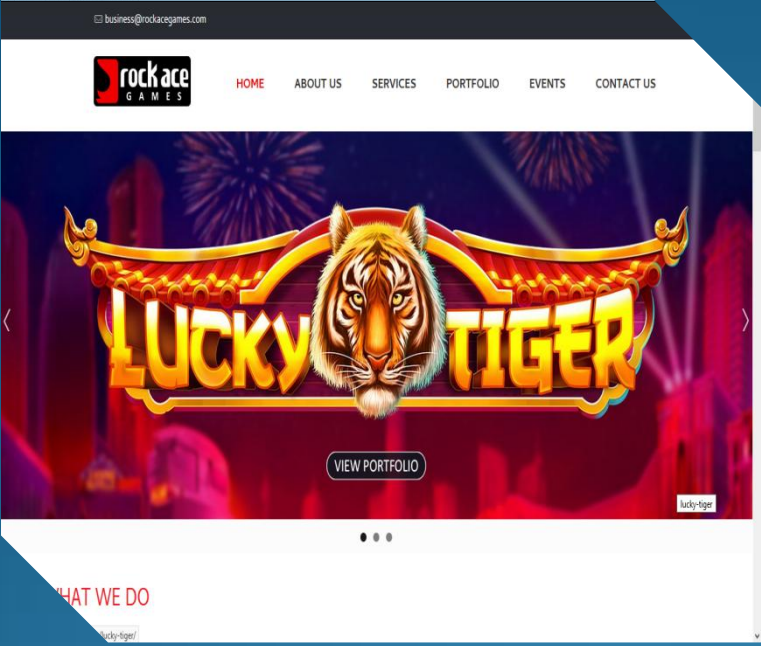 business@rockacegames.com
rock ace
GAMES
HOME ABOUT US SERVICES PORTFOLIO EVENTS CONTACT US
LUCKY TIGER
VIEW PORTFOLIO
lucky-tiger
HAT WE DO
/lucky-tiger/